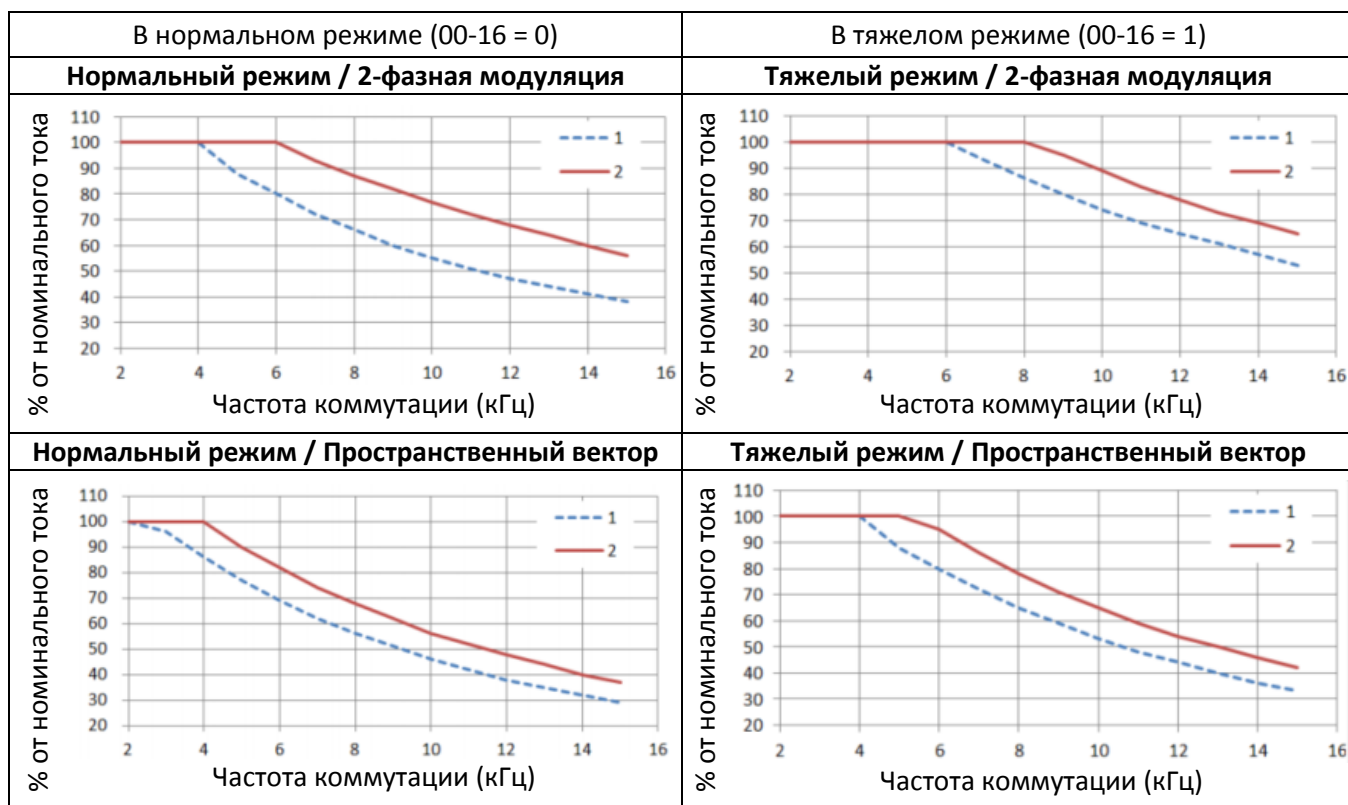 В нормальном режиме (00-16 = 0)
В тяжелом режиме (00-16 = 1)
Нормальный режим / 2-фазная модуляция
Тяжелый режим / 2-фазная модуляция
% от номинального тока
110
100
90
80
70
60
50
40
30
20
2 4 6 8 10 12 14 16
1
2
Частота коммутации (кГц)
% от номинального тока
110
100
90
80
70
60
50
40
30
20
2 4 6 8 10 12 14 16
1
2
Частота коммутации (кГц)
Нормальный режим / Пространственный вектор
Тяжелый режим / Пространственный вектор
% от номинального тока
110
100
90
80
70
60
50
40
30
20
2 4 6 8 10 12 14 16
1
2
Частота коммутации (кГц)
% от номинального тока
110
100
90
80
70
60
50
40
30
20
2 4 6 8 10 12 14 16
1
2
Частота коммутации (кГц)